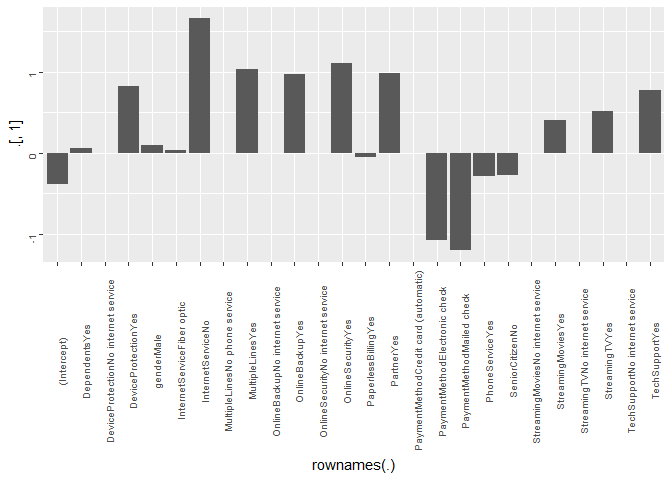 .[, 1]
1
0
-1
(Intercept)
DependentsYes
DeviceProtectionNo internet service
DeviceProtectionYes
genderMale
InternetServiceFiber optic
InternetServiceNo
MultipleLinesNo phone service
MultipleLinesYes
OnlineBackupNo internet service
OnlineBackupYes
OnlineSecurityNo internet service
OnlineSecurityYes
PaperlessBillingYes
PartnerYes
PaymentMethodCredit card (automatic)
PaymentMethodElectronic check
PaymentMethodMailed check
PhoneServiceYes
SeniorCitizenNo
StreamingMoviesNo internet service
StreamingMoviesYes
StreamingTVNo internet service
StreamingTVYes
TechSupportNo internet service
TechSupportYes
rownames(.)